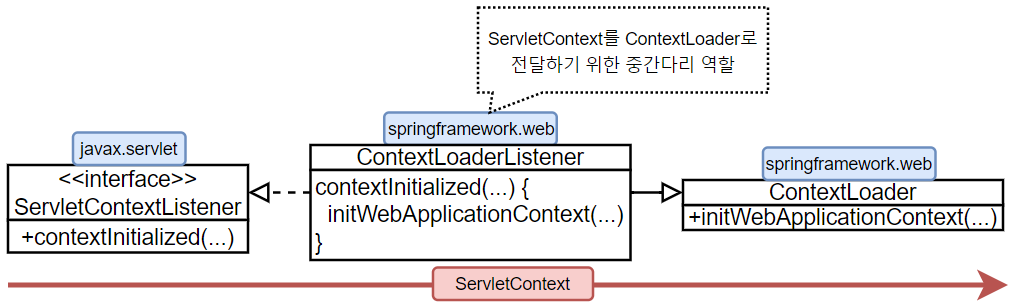 ServletContext를 ContextLoader로
전달하기 위한 중간다리 역할
javax.servlet
<<interface>>
ServletContextListener
+contextInitialized(...)
springframework.web
ContextLoaderListener
contextInitialized(...) {
initWebApplicationContext(...)
}
springframework.web
ContextLoader
+initWebApplicationContext(...)
ServletContext